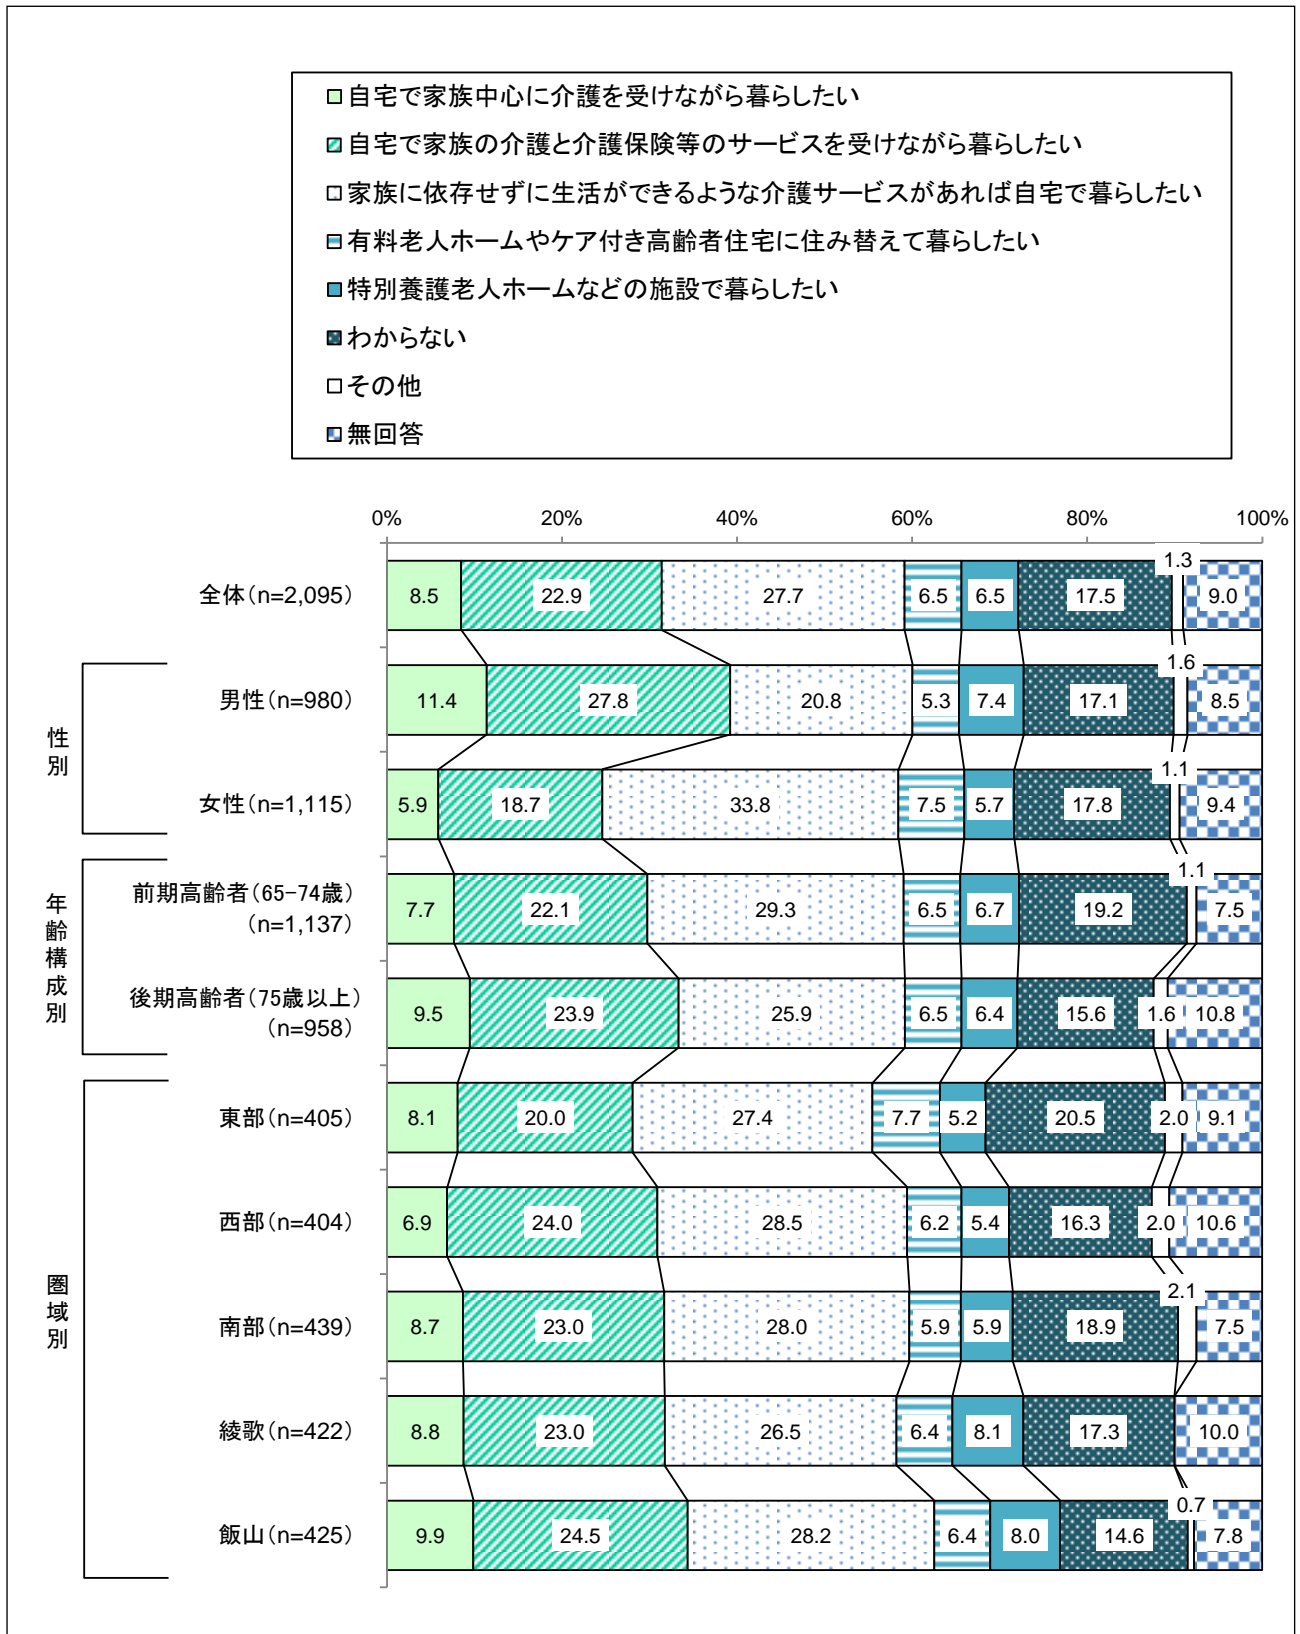 自宅で家族中心に介護を受けながら暮らしたい
自宅で家族の介護と介護保険等のサービスを受けながら暮らしたい
家族に依存せずに生活ができるような介護サービスがあれば自宅で暮らしたい
有料老人ホームやケア付き高齢者住宅に住み替えて暮らしたい
特別養護老人ホームなどの施設で暮らしたい
わからない
その他
無回答
0% 20% 40% 60% 80% 100%
全体(n=2,095) 8.5 22.9 27.7 6.5 6.5 17.5 1.3 9.0
性別
男性(n=980) 11.4 27.8 20.8 5.3 7.4 17.1 1.6 8.5
女性(n=1,115) 5.9 18.7 33.8 7.5 5.7 17.8 1.1 9.4
年齢構成別
前期高齢者(65-74歳)
(n=1,137) 7.7 22.1 29.3 6.5 6.7 19.2 1.1 7.5
後期高齢者(75歳以上)
(n=958) 9.5 23.9 25.9 6.5 6.4 15.6 1.6 10.8
圏域別
東部(n=405) 8.1 20.0 27.4 7.7 5.2 20.5 2.0 9.1
西部(n=404) 6.9 24.0 28.5 6.2 5.4 16.3 2.0 10.6
南部(n=439) 8.7 23.0 28.0 5.9 5.9 18.9 2.1 7.5
綾歌(n=422) 8.8 23.0 26.5 6.4 8.1 17.3 10.0
飯山(n=425) 9.9 24.5 28.2 6.4 8.0 14.6 0.7 7.8